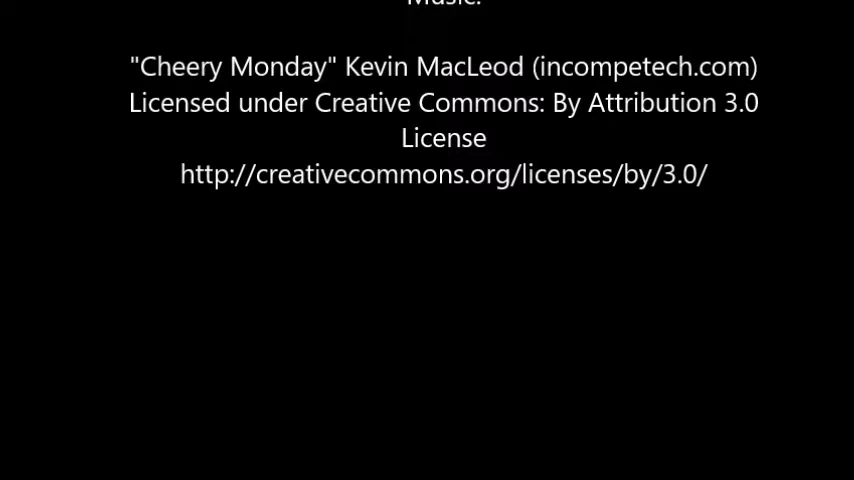 Music:
"Cheery Monday" Kevin MacLeod (incompetech.com)
Licensed under Creative Commons: By Attribution 3.0
License
http://creativecommons.org/licenses/by/3.0/